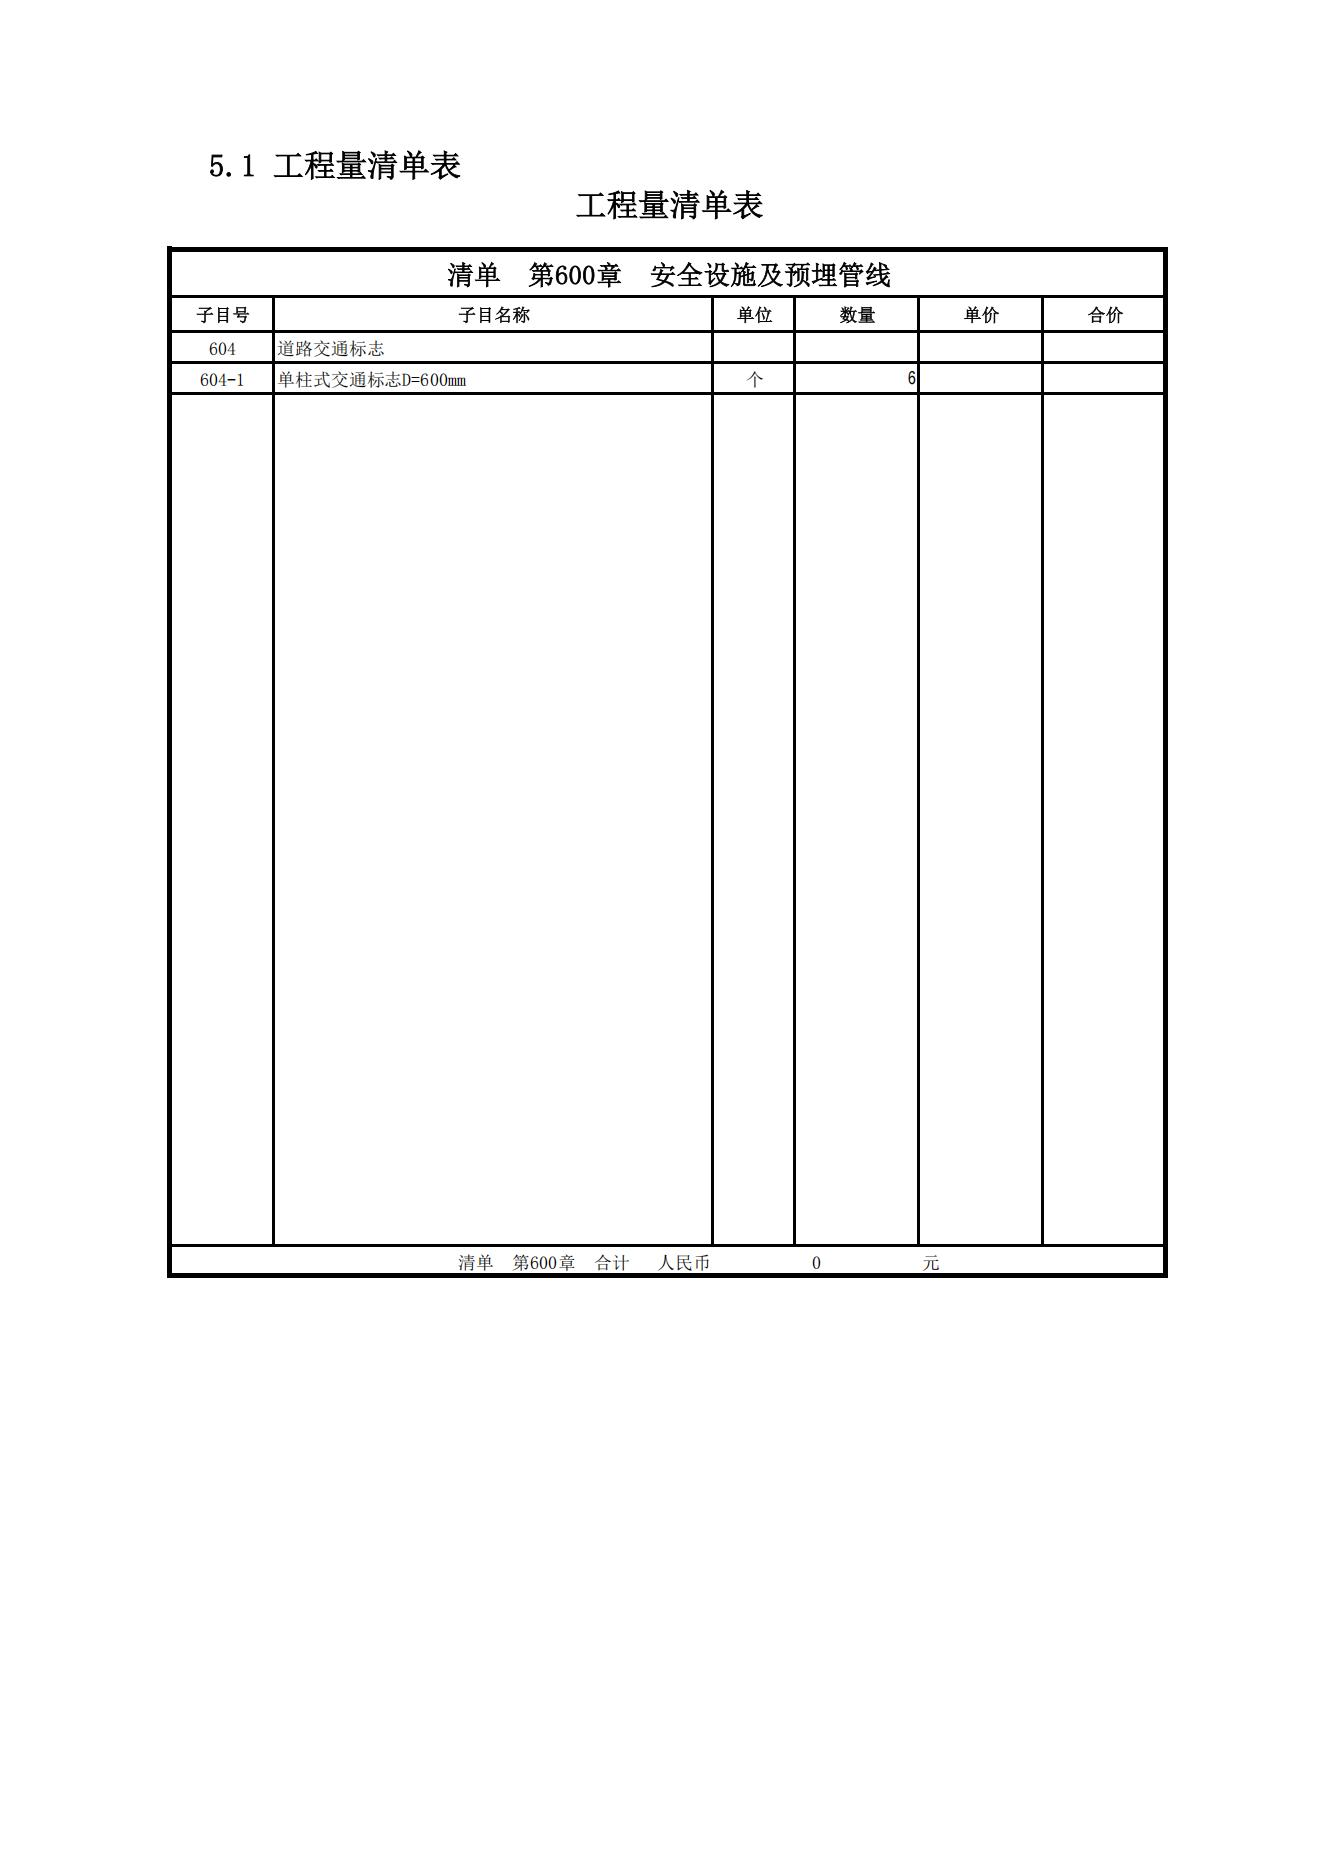 5.1 工程量清单表
工程量清单表
清单 第600章 安全设施及预埋管线
子目号 子目名称 单位 数量 单价 合价
604 道路交通标志
604-1 单柱式交通标志D=600mm 个 6
清单 第600章 合计 人民币 0 元